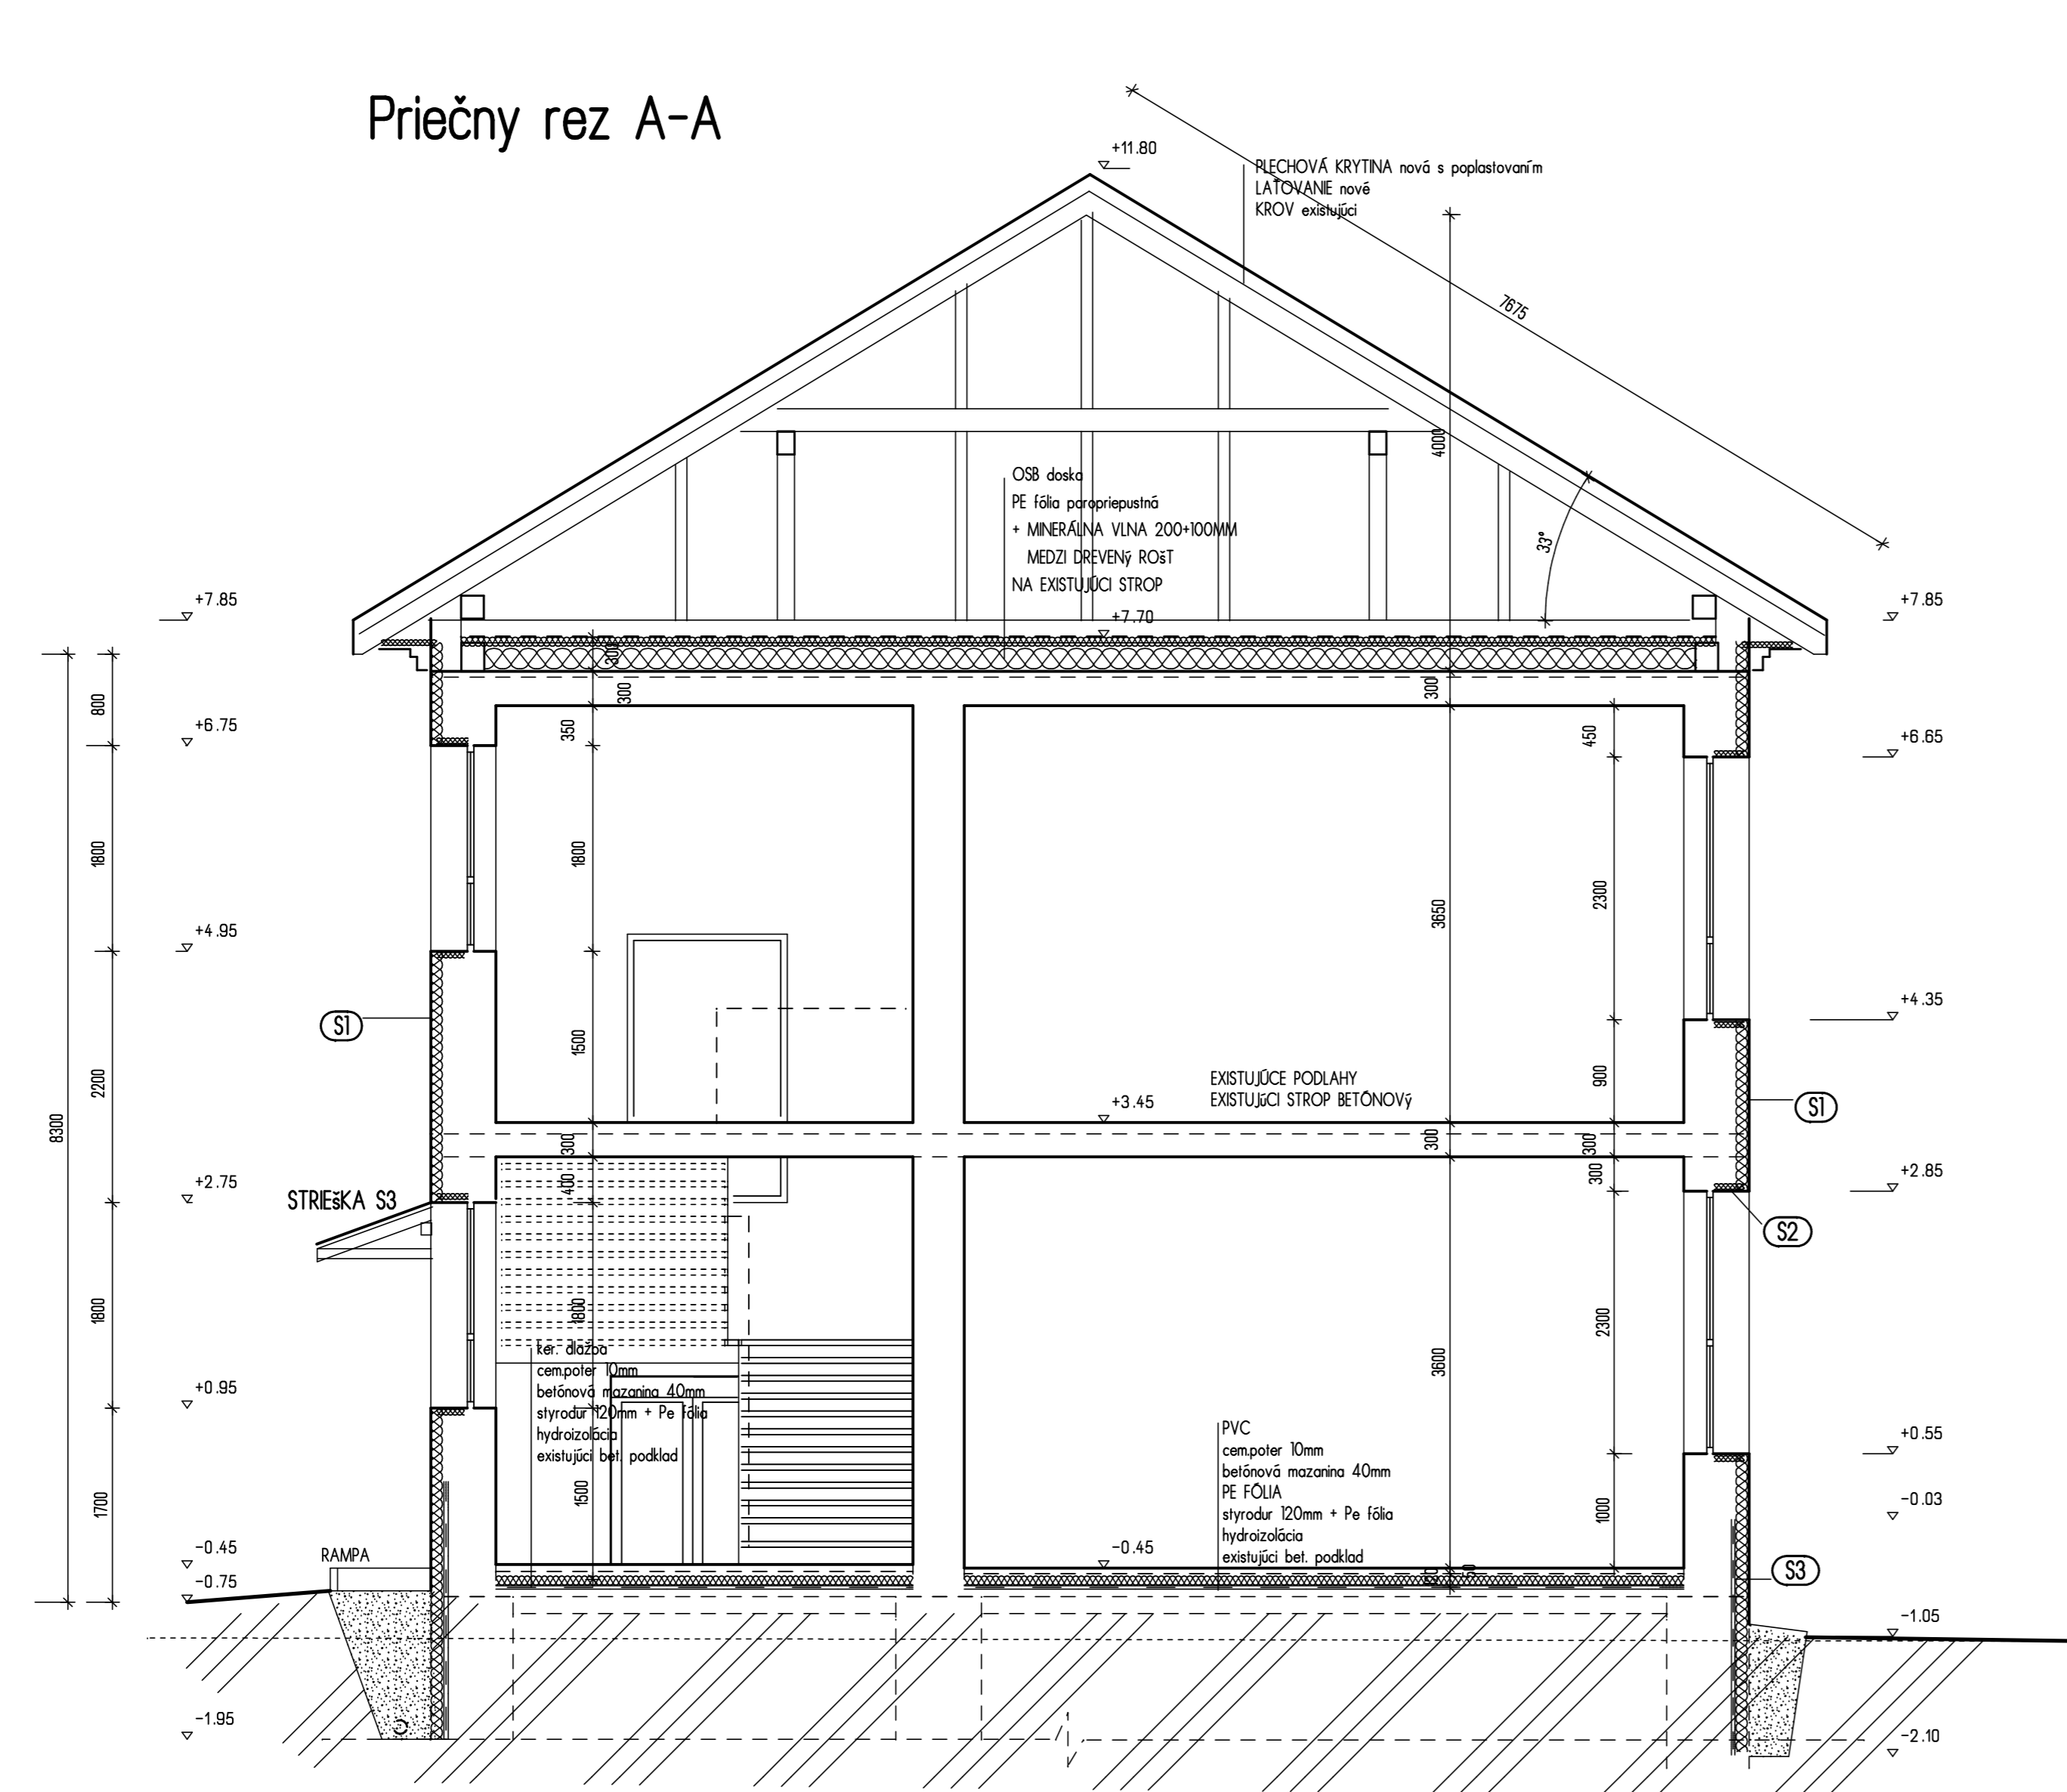 Priečny rez A-A
+11.80
PLECHOVÁ KRYTINA nová s poplastovaním
LAŤOVANIE nové
KROV existujúci
7675
4000
33°
OSB doska
PE fólia paropriepustná
+ MINERÁLNA VLNA 200+100MM
MEDZI DREVENý ROšT
NA EXISTUJÚCI STROP
+7.85
+7.70
+7.85
300
300
300
800
350
450
+6.75
+6.65
1800
1800
3650
2300
+4.95
+4.35
S1
1500
900
2200
8300
EXISTUJÚCE PODLAHY
EXISTUJúCI STROP BETÓNOVý
+3.45
S1
300
300
300
400
300
+2.75
+2.85
STRIEšKA S3
S2
1800
1800
3600
2300
+0.95
+0.55
ker. dlažba
cem.poter 10mm
betónová mazanina 40mm
styrodur 120mm + Pe fólia
hydroizolácia
existujúci bet. podklad
PVC
cem.poter 10mm
betónová mazanina 40mm
PE FÓLIA
styrodur 120mm + Pe fólia
hydroizolácia
existujúci bet. podklad
1700
1500
1000
-0.03
-0.45
RAMPA
-0.45
50
120
S3
-0.75
-1.05
-1.95
-2.10